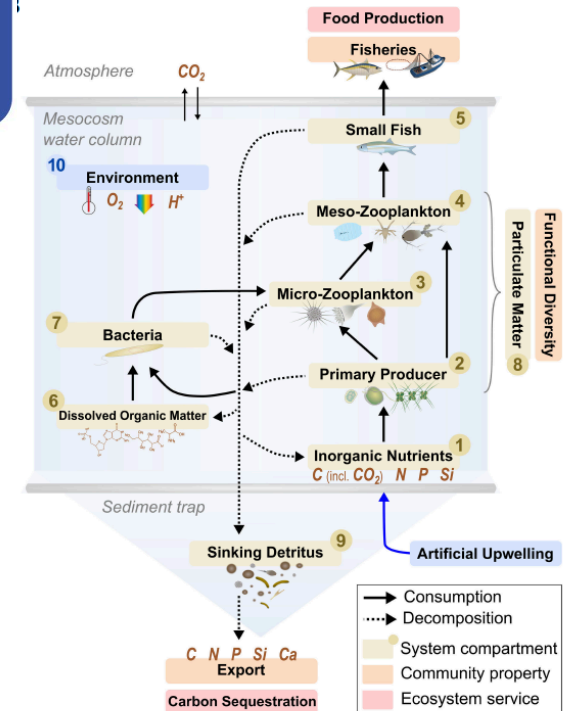 Food Production
Fisheries
Atmosphere
CO2
Mesocosm
water column
5
Small Fish
10
Environment
O2 H+
4
Meso-Zooplankton
3
Micro-Zooplankton
Functional Diversity
Particulate Matter
8
7
Bacteria
2
Primary Producer
6
Dissolved Organic Matter
1
Inorganic Nutrients
C (incl. CO2) N P Si
Sediment trap
9
Sinking Detritus
Artificial Upwelling
C N P Si Ca
Export
Carbon Sequestration
Consumption
Decomposition
System compartment
Community property
Ecosystem service